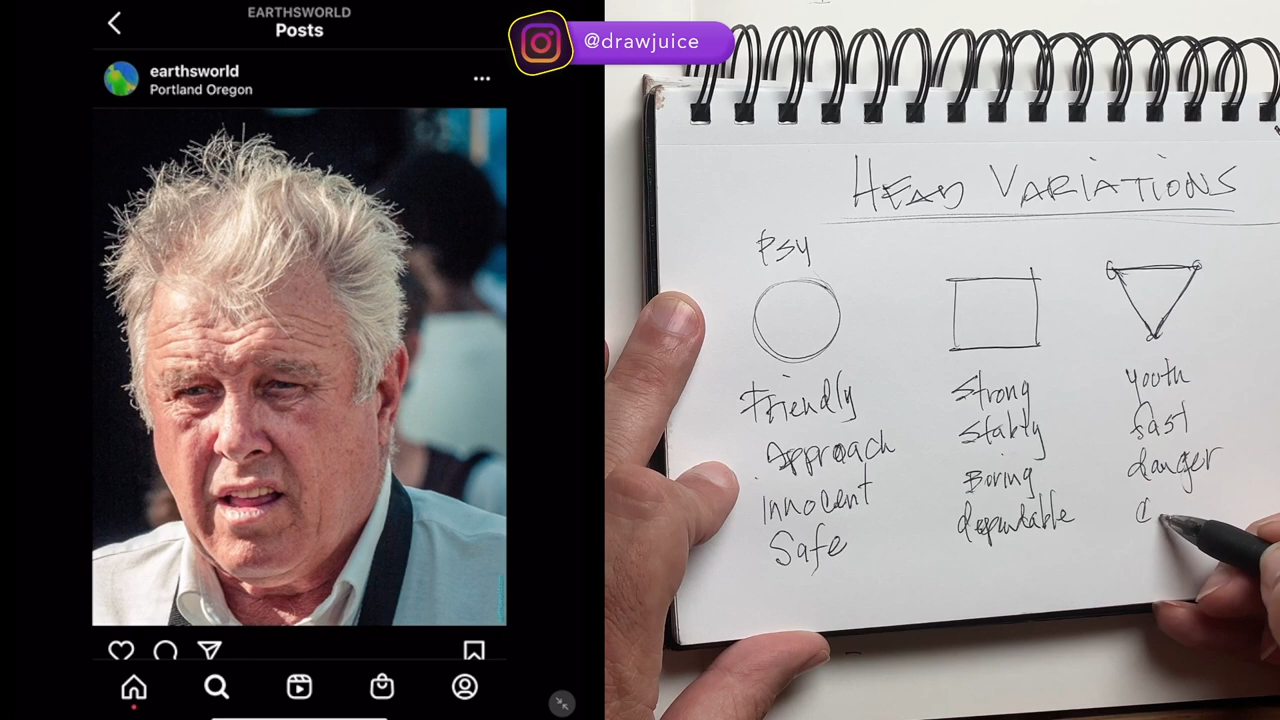 EARTHSWORLD
Posts
earthsworld
Portland Oregon
@drawjuice
HEAD VARIATIONS
PSY
Friendly
Approach
innocent
Safe
Strong
Stably
Boring
dependable
youth
fast
danger